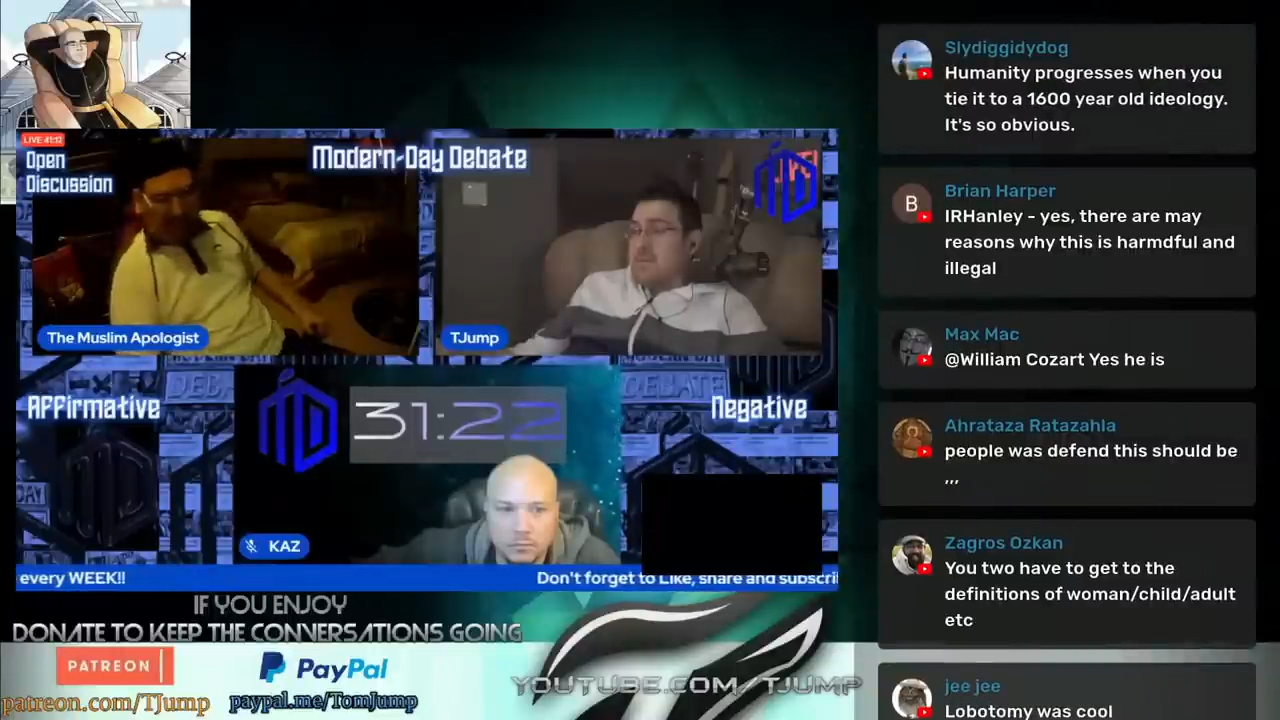 LIVE 41:12
Open
Discussion
Modern-Day Debate
The Muslim Apologist
TJump
Affirmative
DEBATE
Negative
31:22
KAZ
every WEEK!!
Don't forget to Like, share and subscri
IF YOU ENJOY
DONATE TO KEEP THE CONVERSATIONS GOING
PATREON
PayPal
patreon.com/TJump
paypal.me/TomJump
YOUTUBE.COM/TJUMP
Slydiggidydog
Humanity progresses when you
tie it to a 1600 year old ideology.
It's so obvious.
B
Brian Harper
IRHanley - yes, there are may
reasons why this is harmdful and
illegal
Max Mac
@William Cozart Yes he is
Ahrataza Ratazahla
people was defend this should be
,,,
Zagros Ozkan
You two have to get to the
definitions of woman/child/adult
etc
jee jee
Lobotomy was cool